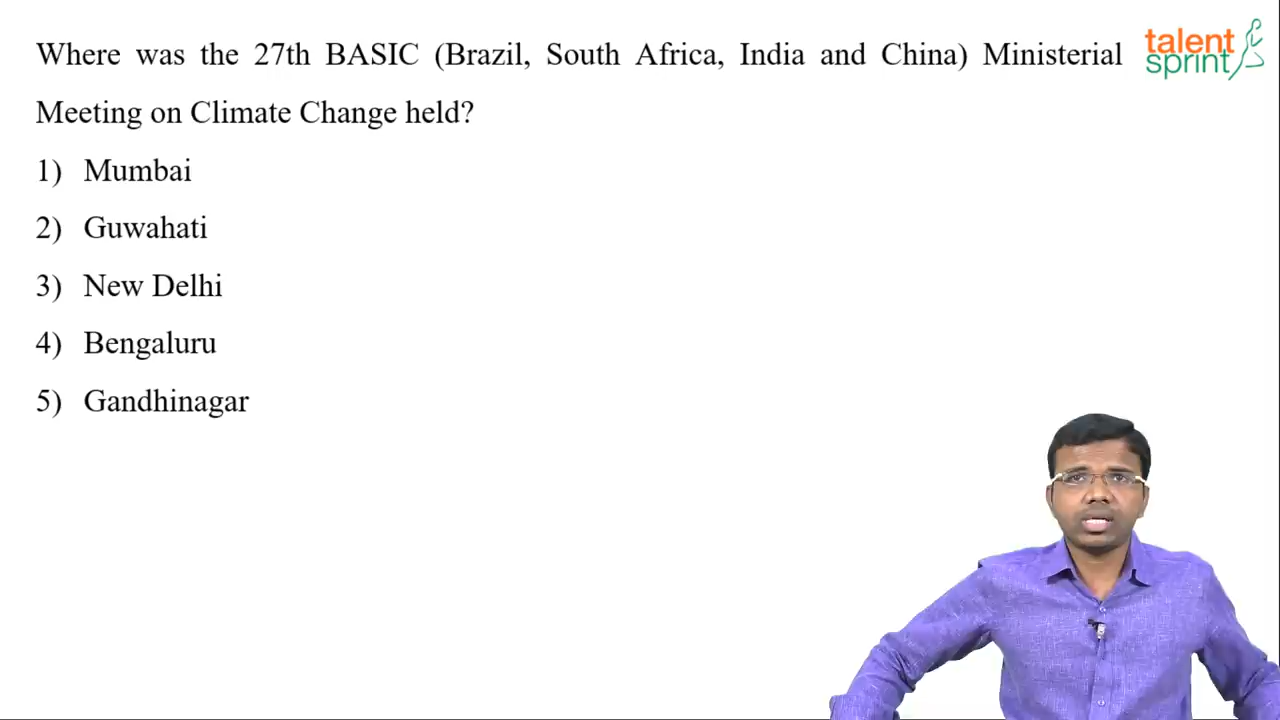 Where was the 27th BASIC (Brazil, South Africa, India and China) Ministerial
Meeting on Climate Change held?
1) Mumbai
2) Guwahati
3) New Delhi
4) Bengaluru
5) Gandhinagar
talent
sprint